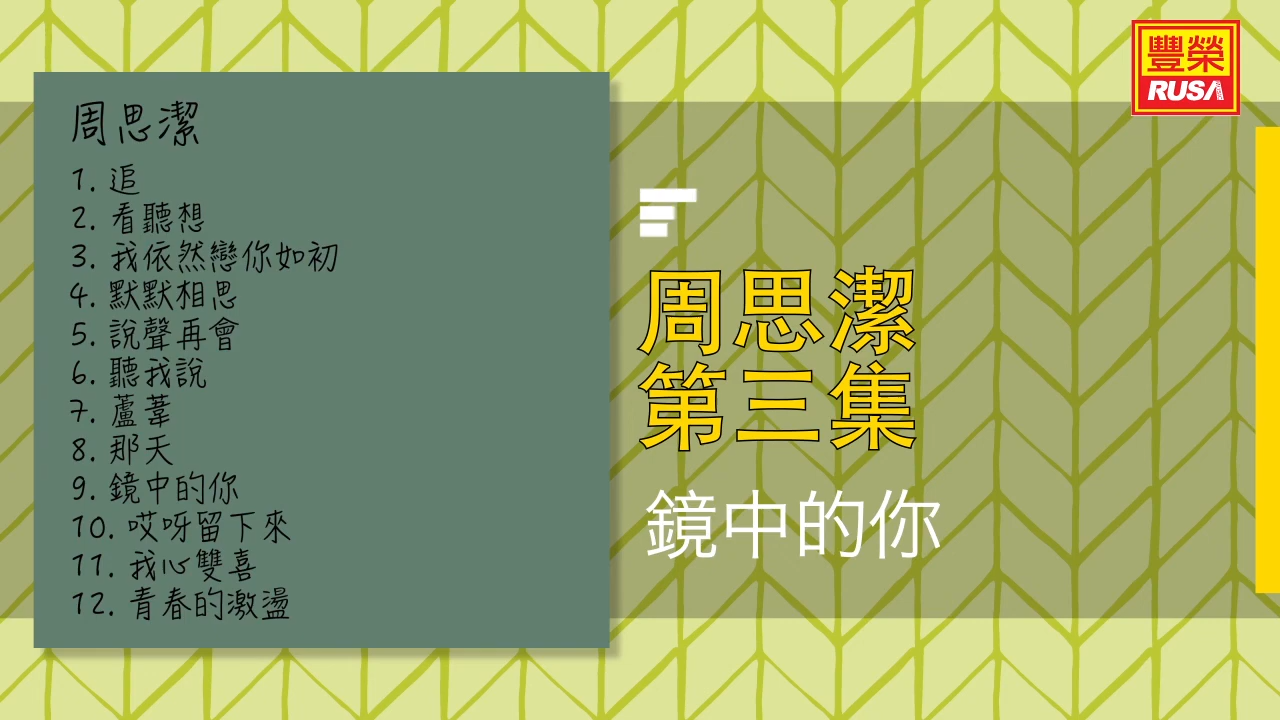 周思潔
1. 追
2. 看聽想
3. 我依然戀你如初
4. 默默相思
5. 說聲再會
6. 聽我說
7. 蘆葦
8. 那天
9. 鏡中的你
10. 哎呀留下來
11. 我心雙喜
12. 青春的激盪
豐榮
RUSA
周思潔
第三集
鏡中的你